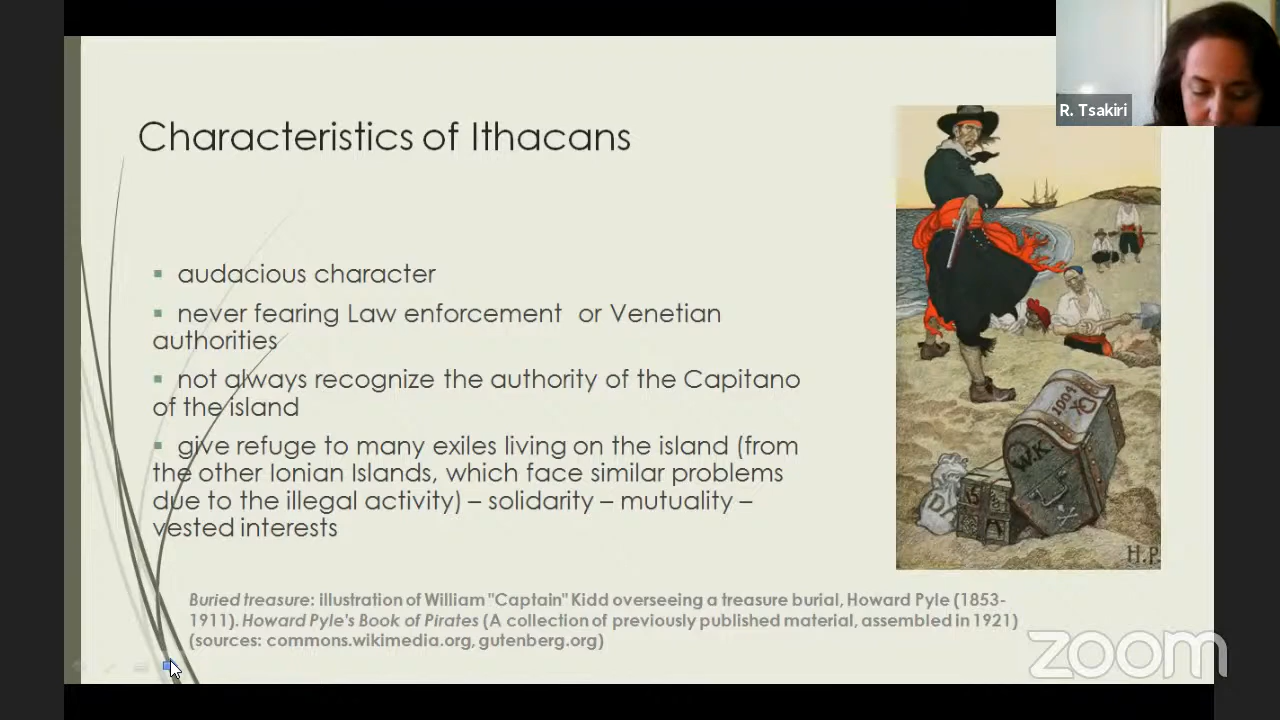 R. Tsakiri
Characteristics of Ithacans
▪ audacious character
▪ never fearing Law enforcement or Venetian
authorities
▪ not always recognize the authority of the Capitano
of the island
▪ give refuge to many exiles living on the island (from
the other Ionian Islands, which face similar problems
due to the illegal activity) – solidarity – mutuality –
vested interests
1004
WK
H.P.
Buried treasure: illustration of William "Captain" Kidd overseeing a treasure burial, Howard Pyle (1853-
1911). Howard Pyle's Book of Pirates (A collection of previously published material, assembled in 1921)
(sources: commons.wikimedia.org, gutenberg.org)
zoom